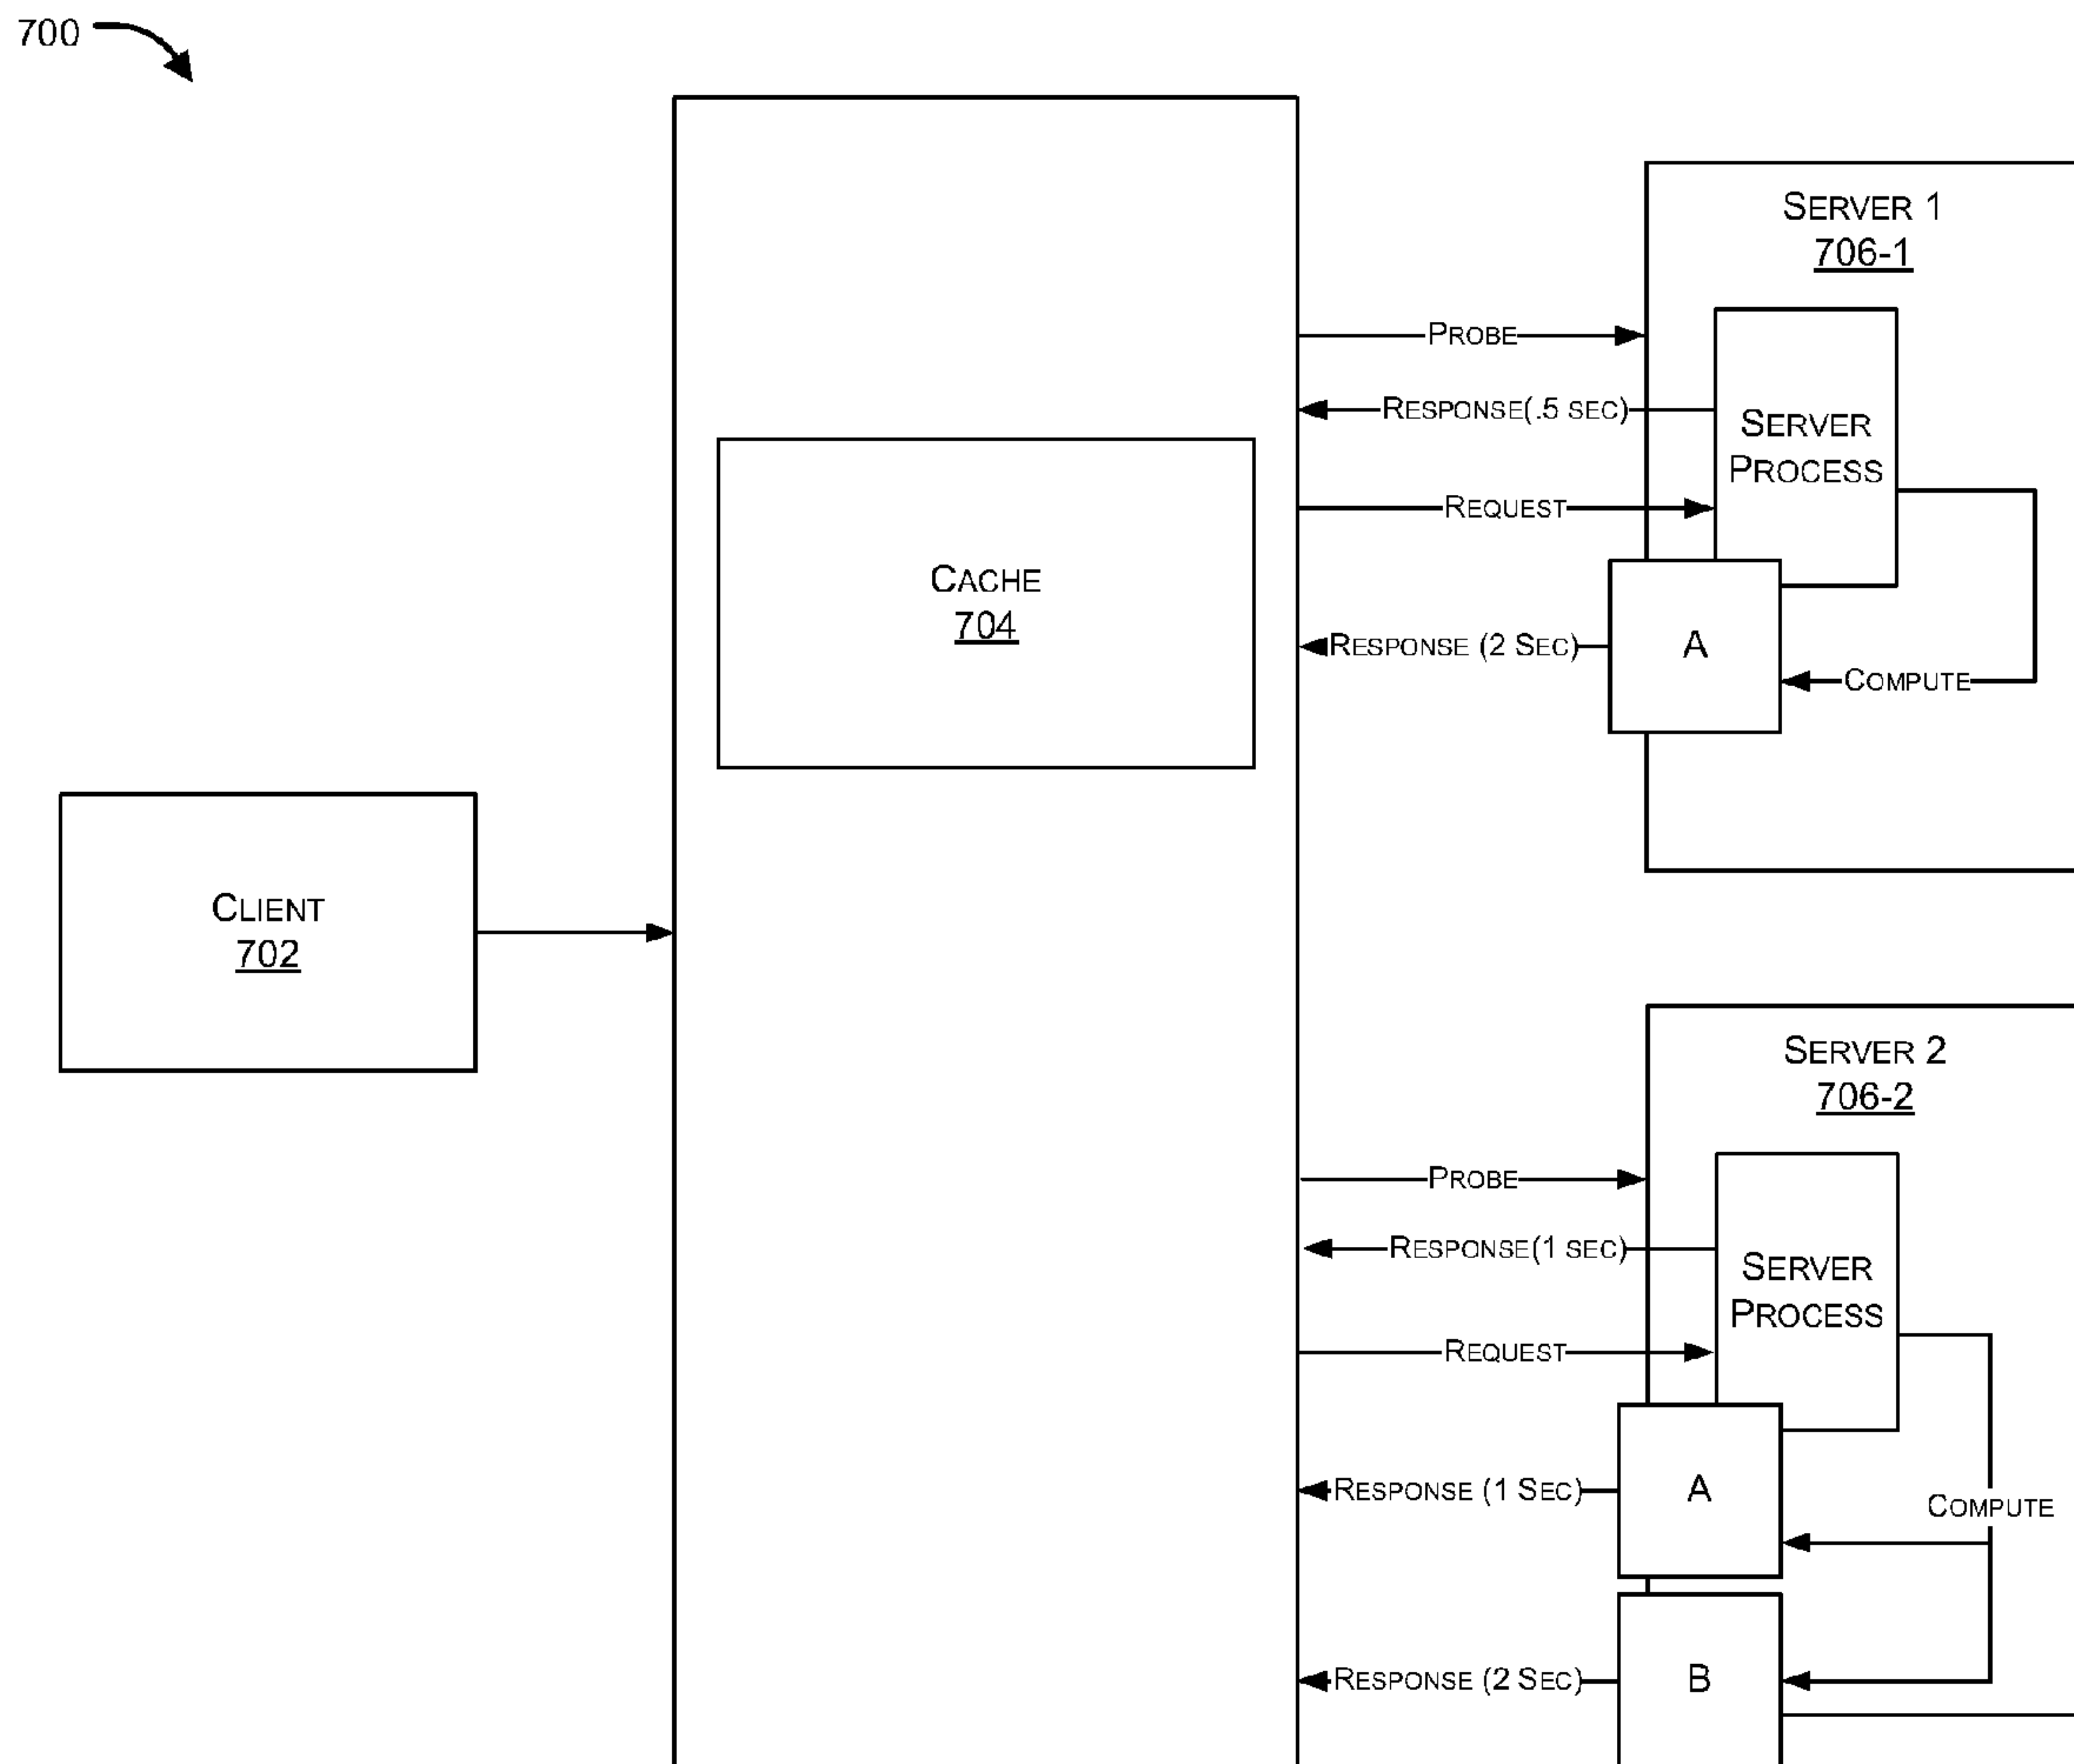 700
SERVER 1
706-1
PROBE
RESPONSE(.5 SEC)
SERVER
PROCESS
REQUEST
CACHE
704
RESPONSE (2 SEC)
A
COMPUTE
CLIENT
702
SERVER 2
706-2
PROBE
RESPONSE(1 SEC)
SERVER
PROCESS
REQUEST
RESPONSE (1 SEC)
A
COMPUTE
RESPONSE (2 SEC)
B